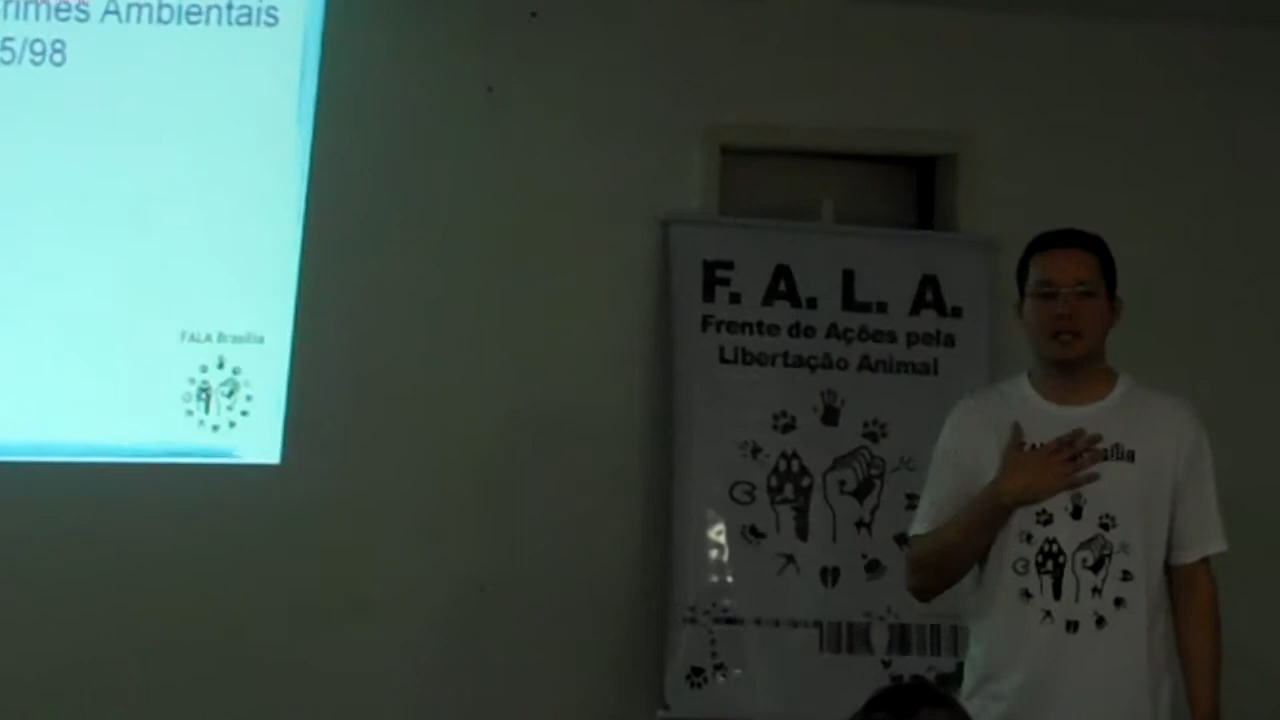 rimes Ambientais
5/98
FALA Brasília
F. A. L. A.
Frente de Ações pela
Libertação Animal